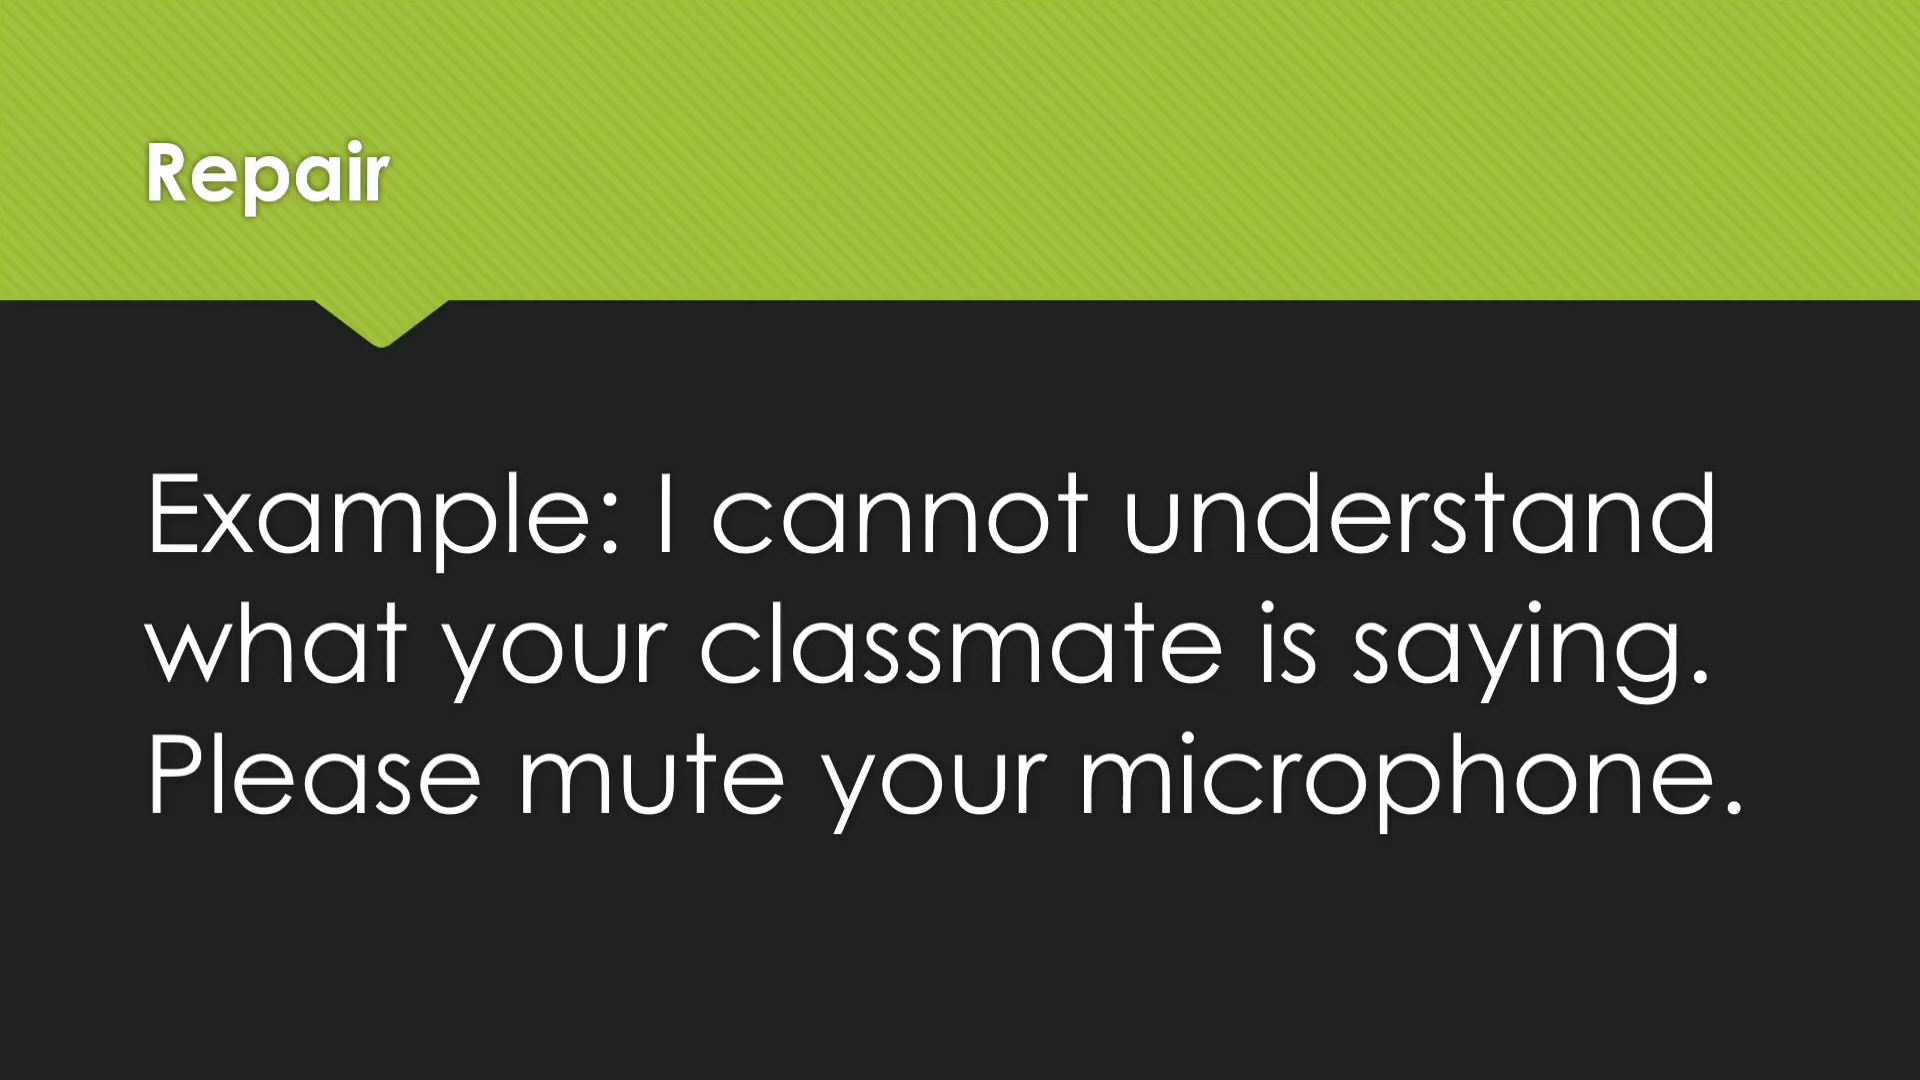 Repair
Example: I cannot understand
what your classmate is saying.
Please mute your microphone.